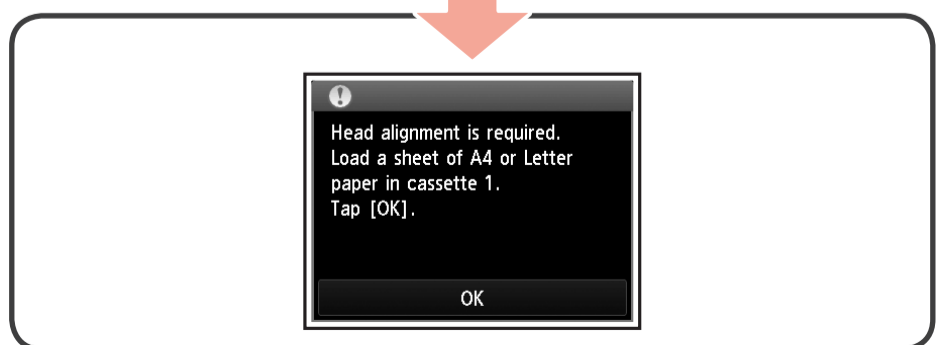 Head alignment is required.
Load a sheet of A4 or Letter
paper in cassette 1.
Tap [OK].
OK